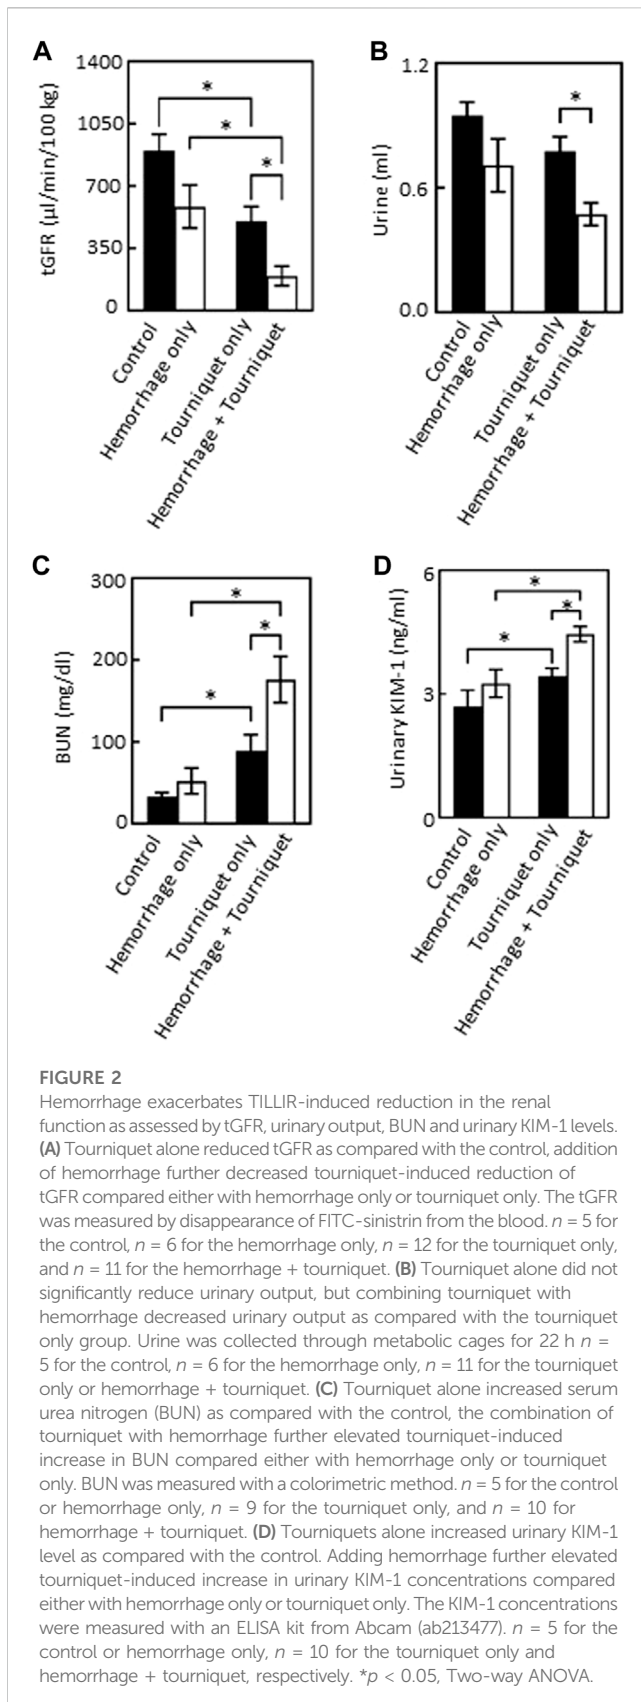 A
1400
1050
700
350
0
tGFR (µl/min/100 kg)
*
*
*
Control
Hemorrhage only
Tourniquet only
Hemorrhage + Tourniquet
B
1.2
0.6
0.0
Urine (ml)
*
Control
Hemorrhage only
Tourniquet only
Hemorrhage + Tourniquet
C
300
200
100
0
BUN (mg/dl)
*
*
*
Control
Hemorrhage only
Tourniquet only
Hemorrhage + Tourniquet
D
6
3
0
Urinary KIM-1 (ng/ml)
*
*
*
Control
Hemorrhage only
Tourniquet only
Hemorrhage + Tourniquet
FIGURE 2
Hemorrhage exacerbates TILLIR-induced reduction in the renal
function as assessed by tGFR, urinary output, BUN and urinary KIM-1 levels.
(A) Tourniquet alone reduced tGFR as compared with the control, addition
of hemorrhage further decreased tourniquet-induced reduction of
tGFR compared either with hemorrhage only or tourniquet only. The tGFR
was measured by disappearance of FITC-sinistrin from the blood. n = 5 for
the control, n = 6 for the hemorrhage only, n = 12 for the tourniquet only,
and n = 11 for the hemorrhage + tourniquet. (B) Tourniquet alone did not
significantly reduce urinary output, but combining tourniquet with
hemorrhage decreased urinary output as compared with the tourniquet
only group. Urine was collected through metabolic cages for 22 h n =
5 for the control, n = 6 for the hemorrhage only, n = 11 for the tourniquet
only or hemorrhage + tourniquet. (C) Tourniquet alone increased serum
urea nitrogen (BUN) as compared with the control, the combination of
tourniquet with hemorrhage further elevated tourniquet-induced
increase in BUN compared either with hemorrhage only or tourniquet
only. BUN was measured with a colorimetric method. n = 5 for the control
or hemorrhage only, n = 9 for the tourniquet only, and n = 10 for
hemorrhage + tourniquet. (D) Tourniquets alone increased urinary KIM-1
level as compared with the control. Adding hemorrhage further elevated
tourniquet-induced increase in urinary KIM-1 concentrations compared
either with hemorrhage only or tourniquet only. The KIM-1 concentrations
were measured with an ELISA kit from Abcam (ab213477). n = 5 for the
control or hemorrhage only, n = 10 for the tourniquet only and
hemorrhage + tourniquet, respectively. *p < 0.05, Two-way ANOVA.